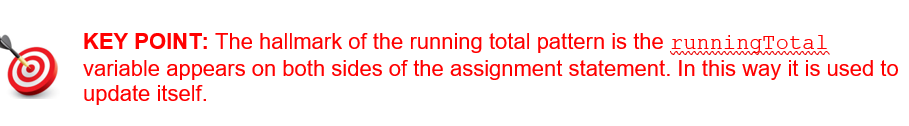 KEY POINT: The hallmark of the running total pattern is the runningTotal
variable appears on both sides of the assignment statement. In this way it is used to
update itself.